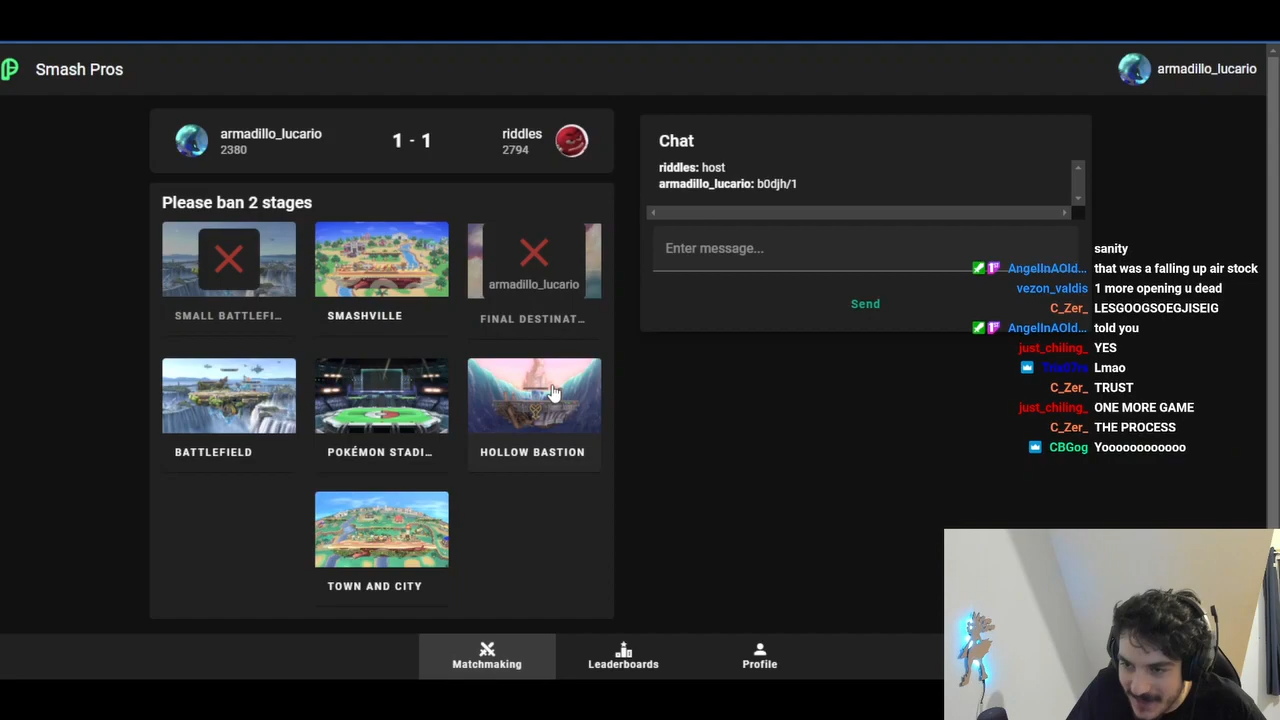 Smash Pros
armadillo_lucario
armadillo_lucario
2380
1 - 1
riddles
2794
Please ban 2 stages
SMALL BATTLEFI...
SMASHVILLE
armadillo_lucario
FINAL DESTINAT...
BATTLEFIELD
POKÉMON STADI...
HOLLOW BASTION
TOWN AND CITY
Chat
riddles: host
armadillo_lucario: b0djh/1
Enter message...
Send
sanity
AngelInAOld... that was a falling up air stock
vezon_valdis 1 more opening u dead
C_Zer_ LESGOOGSOEGJISEIG
AngelInAOld... told you
just_chiling_ YES
Lmao
C_Zer_ TRUST
just_chiling_ ONE MORE GAME
C_Zer_ THE PROCESS
CBGog Yooooooooooo
Matchmaking
Leaderboards
Profile